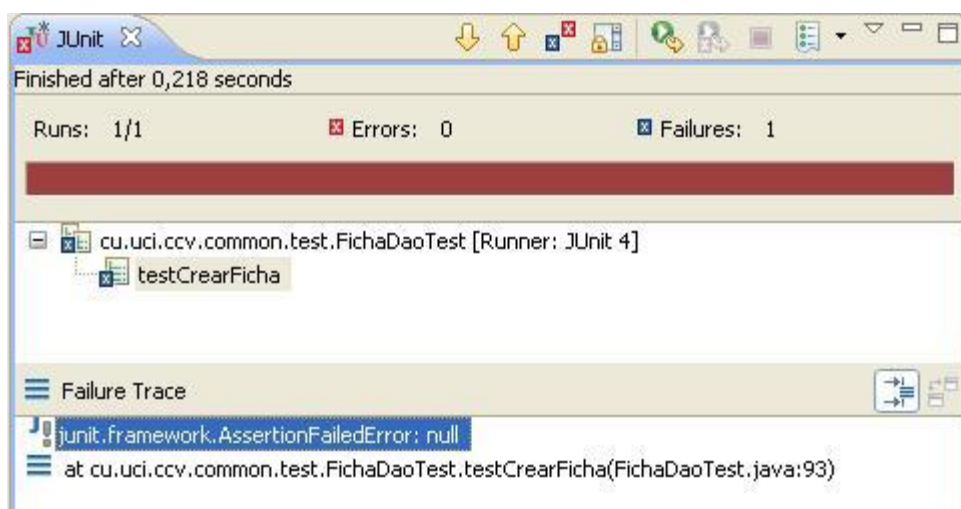 JUnit
Finished after 0,218 seconds
Runs: 1/1 Errors: 0 Failures: 1
cu.uci.ccv.common.test.FichaDaoTest [Runner: JUnit 4]
testCrearFicha
Failure Trace
junit.framework.AssertionFailedError: null
at cu.uci.ccv.common.test.FichaDaoTest.testCrearFicha(FichaDaoTest.java:93)